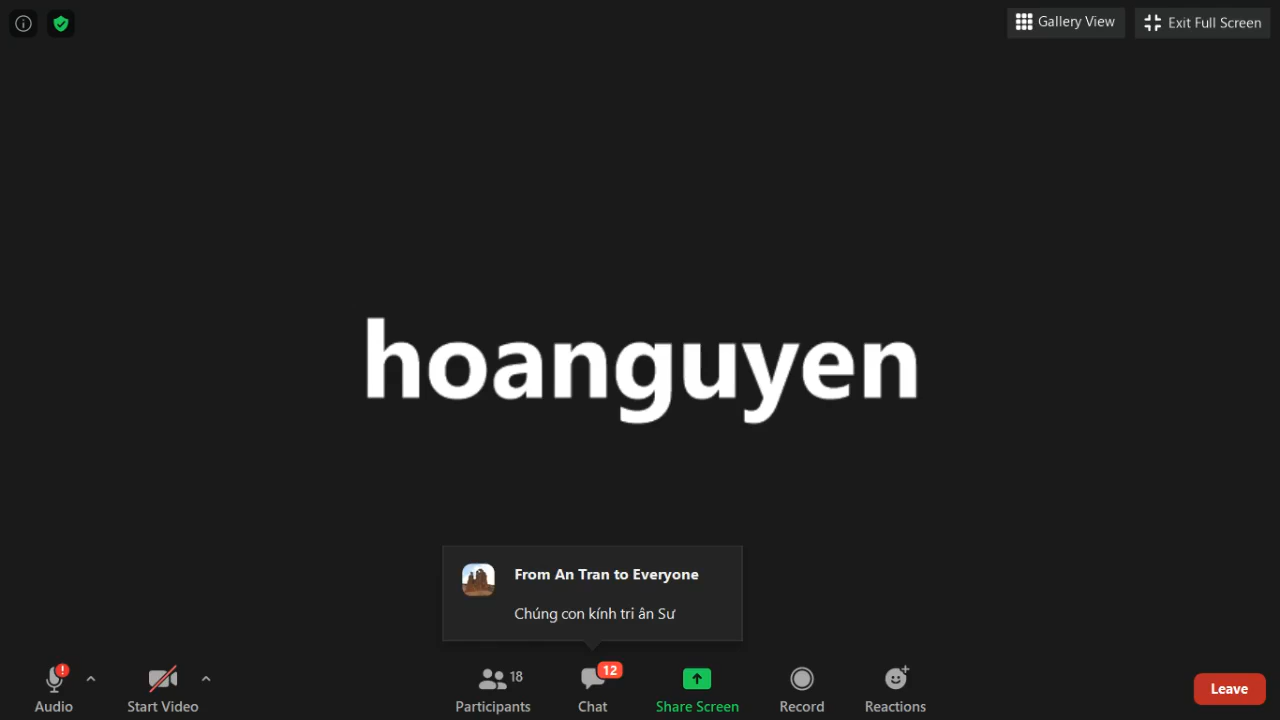 Gallery View
Exit Full Screen
hoanguyen
From An Tran to Everyone
Chúng con kính tri ân Sư
18
12
Audio
Start Video
Participants
Chat
Share Screen
Record
Reactions
Leave